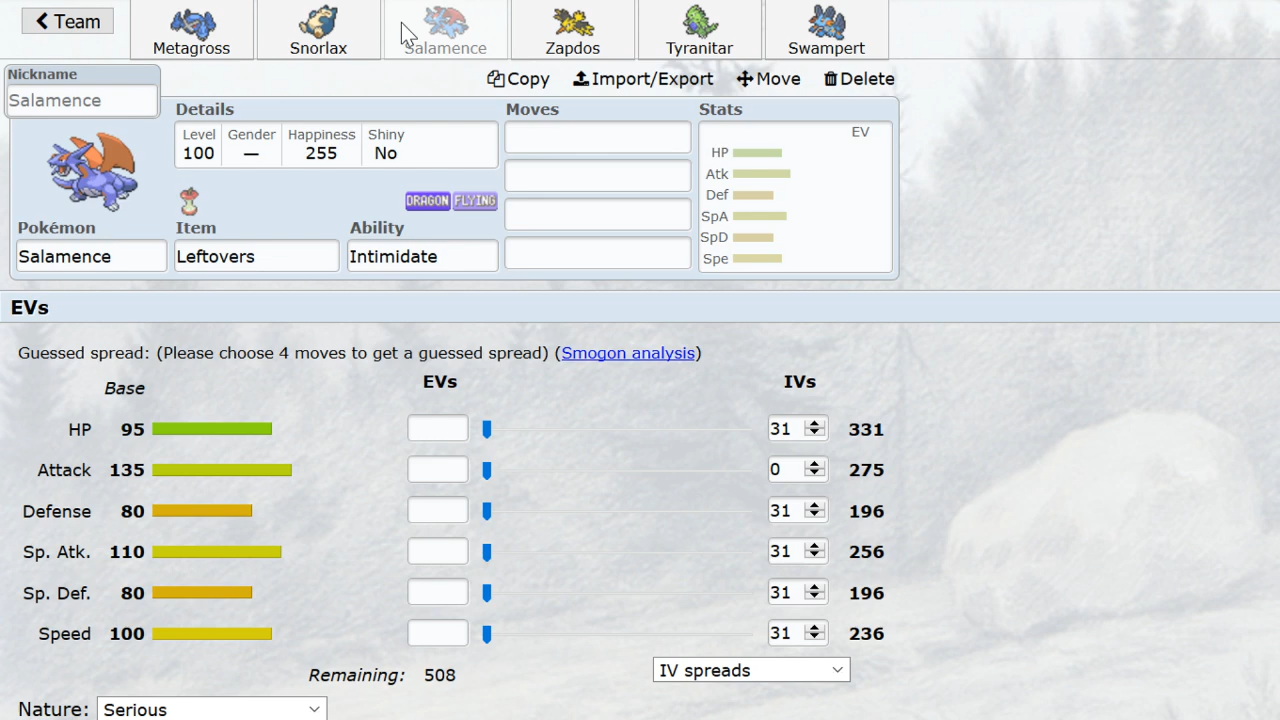 Team
Metagross
Snorlax
Salamence
Zapdos
Tyranitar
Swampert
Copy
Import/Export
Move
Delete
Nickname
Salamence
Details
Level
100
Gender
—
Happiness
255
Shiny
No
DRAGON FLYING
Pokémon
Salamence
Item
Leftovers
Ability
Intimidate
Moves
Stats
EV
HP
Atk
Def
SpA
SpD
Spe
EVs
Guessed spread: (Please choose 4 moves to get a guessed spread) (Smogon analysis)
Base EVs IVs
HP 95 31 331
Attack 135 0 275
Defense 80 31 196
Sp. Atk. 110 31 256
Sp. Def. 80 31 196
Speed 100 31 236
Remaining: 508 IV spreads
Nature: Serious